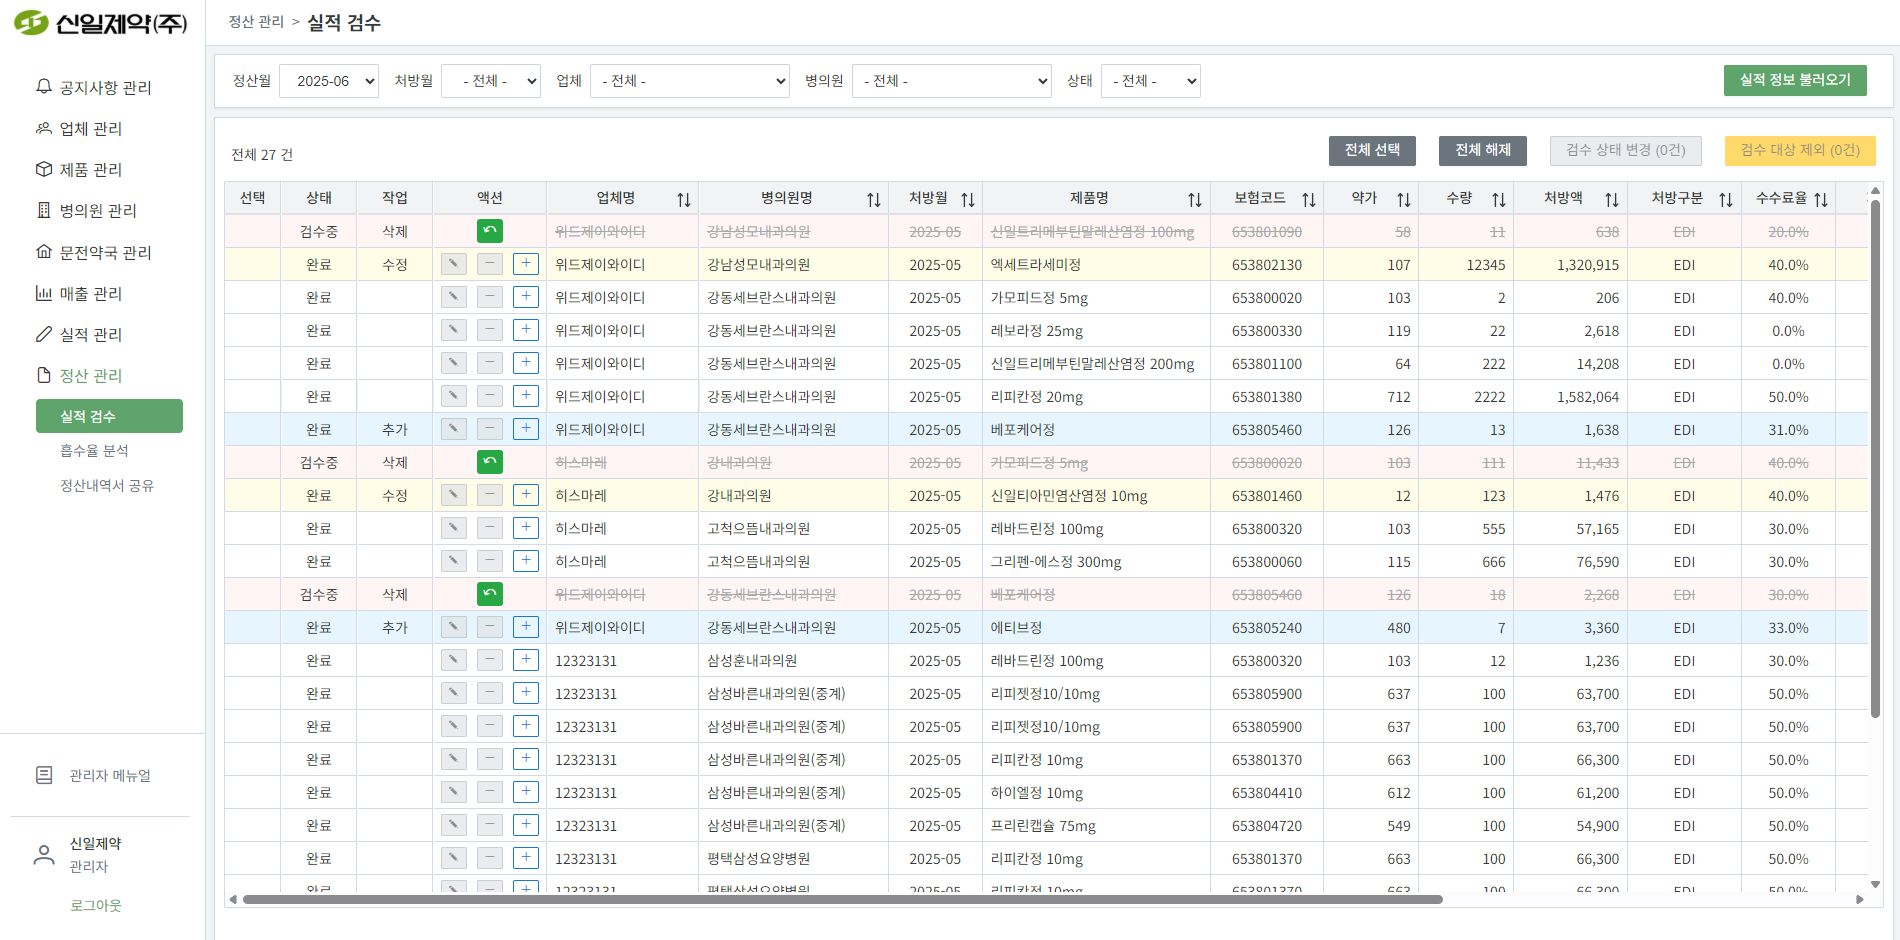 신일제약(주)
정산 관리 > 실적 검수
공지사항 관리
업체 관리
제품 관리
병의원 관리
문전약국 관리
매출 관리
실적 관리
정산 관리
실적 검수
흡수율 분석
정산내역서 공유
관리자 메뉴얼
신일제약
관리자
로그아웃
정산월 2025-06 처방월 - 전체 - 업체 - 전체 - 병의원 - 전체 - 상태 - 전체 - 실적 정보 불러오기
전체 27 건 전체 선택 전체 해제 검수 상태 변경 (0건) 검수 대상 제외 (0건)
선택 상태 작업 액션 업체명 병의원명 처방월 제품명 보험코드 약가 수량 처방액 처방구분 수수료율
검수중 삭제 위드제이와이디 강남성모내과의원 2025-05 신일트리메부틴말레산염정 100mg 653801090 58 11 638 EDI 20.0%
완료 수정 위드제이와이디 강남성모내과의원 2025-05 엑세트라세미정 653802130 107 12345 1,320,915 EDI 40.0%
완료 위드제이와이디 강동세브란스내과의원 2025-05 가모피드정 5mg 653800020 103 2 206 EDI 40.0%
완료 위드제이와이디 강동세브란스내과의원 2025-05 레보라정 25mg 653800330 119 22 2,618 EDI 0.0%
완료 위드제이와이디 강동세브란스내과의원 2025-05 신일트리메부틴말레산염정 200mg 653801100 64 222 14,208 EDI 0.0%
완료 위드제이와이디 강동세브란스내과의원 2025-05 리피칸정 20mg 653801380 712 2222 1,582,064 EDI 50.0%
완료 추가 위드제이와이디 강동세브란스내과의원 2025-05 베포케어정 653805460 126 13 1,638 EDI 31.0%
검수중 삭제 히스마레 강내과의원 2025-05 가모피드정 5mg 653800020 103 111 11,433 EDI 40.0%
완료 수정 히스마레 강내과의원 2025-05 신일티아민염산염정 10mg 653801460 12 123 1,476 EDI 40.0%
완료 히스마레 고척으뜸내과의원 2025-05 레바드린정 100mg 653800320 103 555 57,165 EDI 30.0%
완료 히스마레 고척으뜸내과의원 2025-05 그리펜-에스정 300mg 653800060 115 666 76,590 EDI 30.0%
검수중 삭제 위드제이와이디 강동세브란스내과의원 2025-05 베포케어정 653805460 126 18 2,268 EDI 30.0%
완료 추가 위드제이와이디 강동세브란스내과의원 2025-05 에티브정 653805240 480 7 3,360 EDI 33.0%
완료 12323131 삼성훈내과의원 2025-05 레바드린정 100mg 653800320 103 12 1,236 EDI 30.0%
완료 12323131 삼성바른내과의원(중계) 2025-05 리피젯정10/10mg 653805900 637 100 63,700 EDI 50.0%
완료 12323131 삼성바른내과의원(중계) 2025-05 리피젯정10/10mg 653805900 637 100 63,700 EDI 50.0%
완료 12323131 삼성바른내과의원(중계) 2025-05 리피칸정 10mg 653801370 663 100 66,300 EDI 50.0%
완료 12323131 삼성바른내과의원(중계) 2025-05 하이엘정 10mg 653804410 612 100 61,200 EDI 50.0%
완료 12323131 삼성바른내과의원(중계) 2025-05 프리린캡슐 75mg 653804720 549 100 54,900 EDI 50.0%
완료 12323131 평택삼성요양병원 2025-05 리피칸정 10mg 653801370 663 100 66,300 EDI 50.0%
완료 12323131 평택삼성요양병원 2025-05 리피칸정 10mg 653801370 663 100 66,300 EDI 50.0%